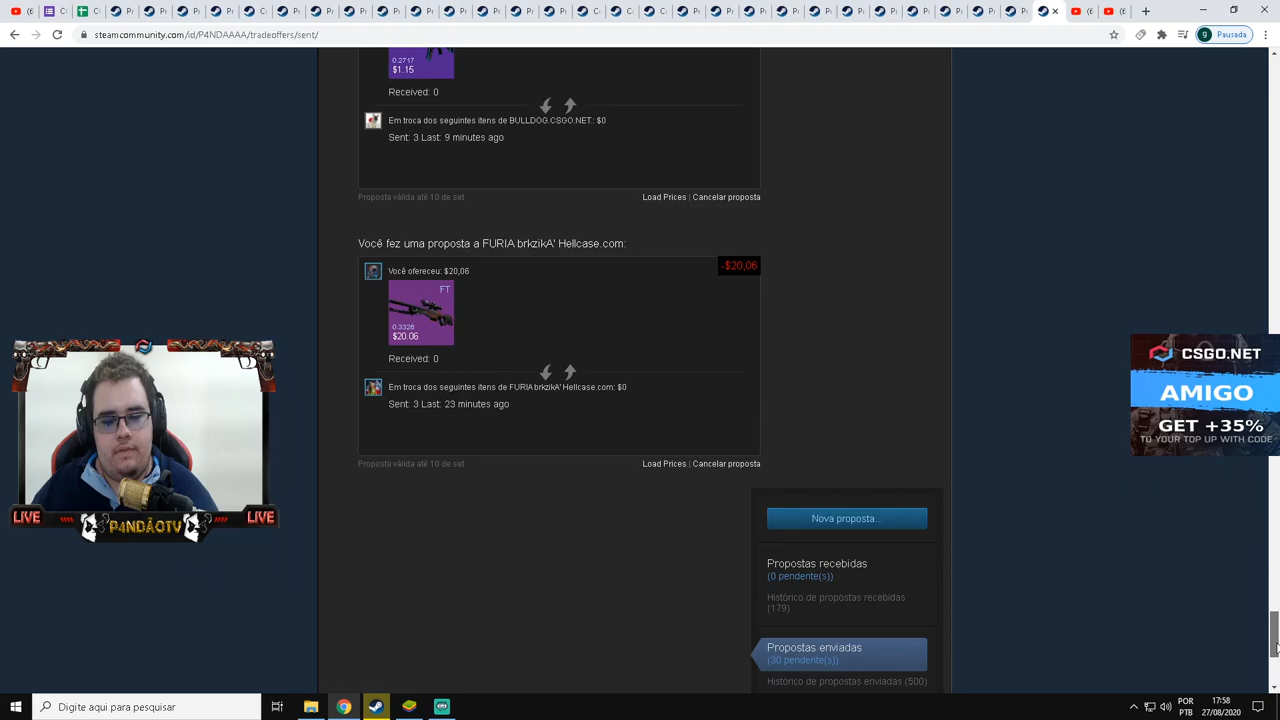 steamcommunity.com/id/P4NDAAAA/tradeoffers/sent/
Pausada
0.2717
$1.15
Received: 0
Em troca dos seguintes itens de BULLDOG.CSGO.NET.: $0
Sent: 3 Last: 9 minutes ago
Proposta válida até 10 de set
Load Prices | Cancelar proposta
Você fez uma proposta a FURIA brkzikA' Hellcase.com:
-$20,06
Você ofereceu: $20,06
FT
0.3326
$20.06
Received: 0
Em troca dos seguintes itens de FURIA brkzikA' Hellcase.com: $0
Sent: 3 Last: 23 minutes ago
Proposta válida até 10 de set
Load Prices | Cancelar proposta
Nova proposta...
Propostas recebidas
(0 pendente(s))
Histórico de propostas recebidas
(179)
Propostas enviadas
(30 pendente(s))
Histórico de propostas enviadas (500)
LIVE
P4NDÃOTV
LIVE
CSGO.NET
AMIGO
GET +35%
TO YOUR TOP UP WITH CODE
Digite aqui para pesquisar
POR
PTB
17:58
27/08/2020